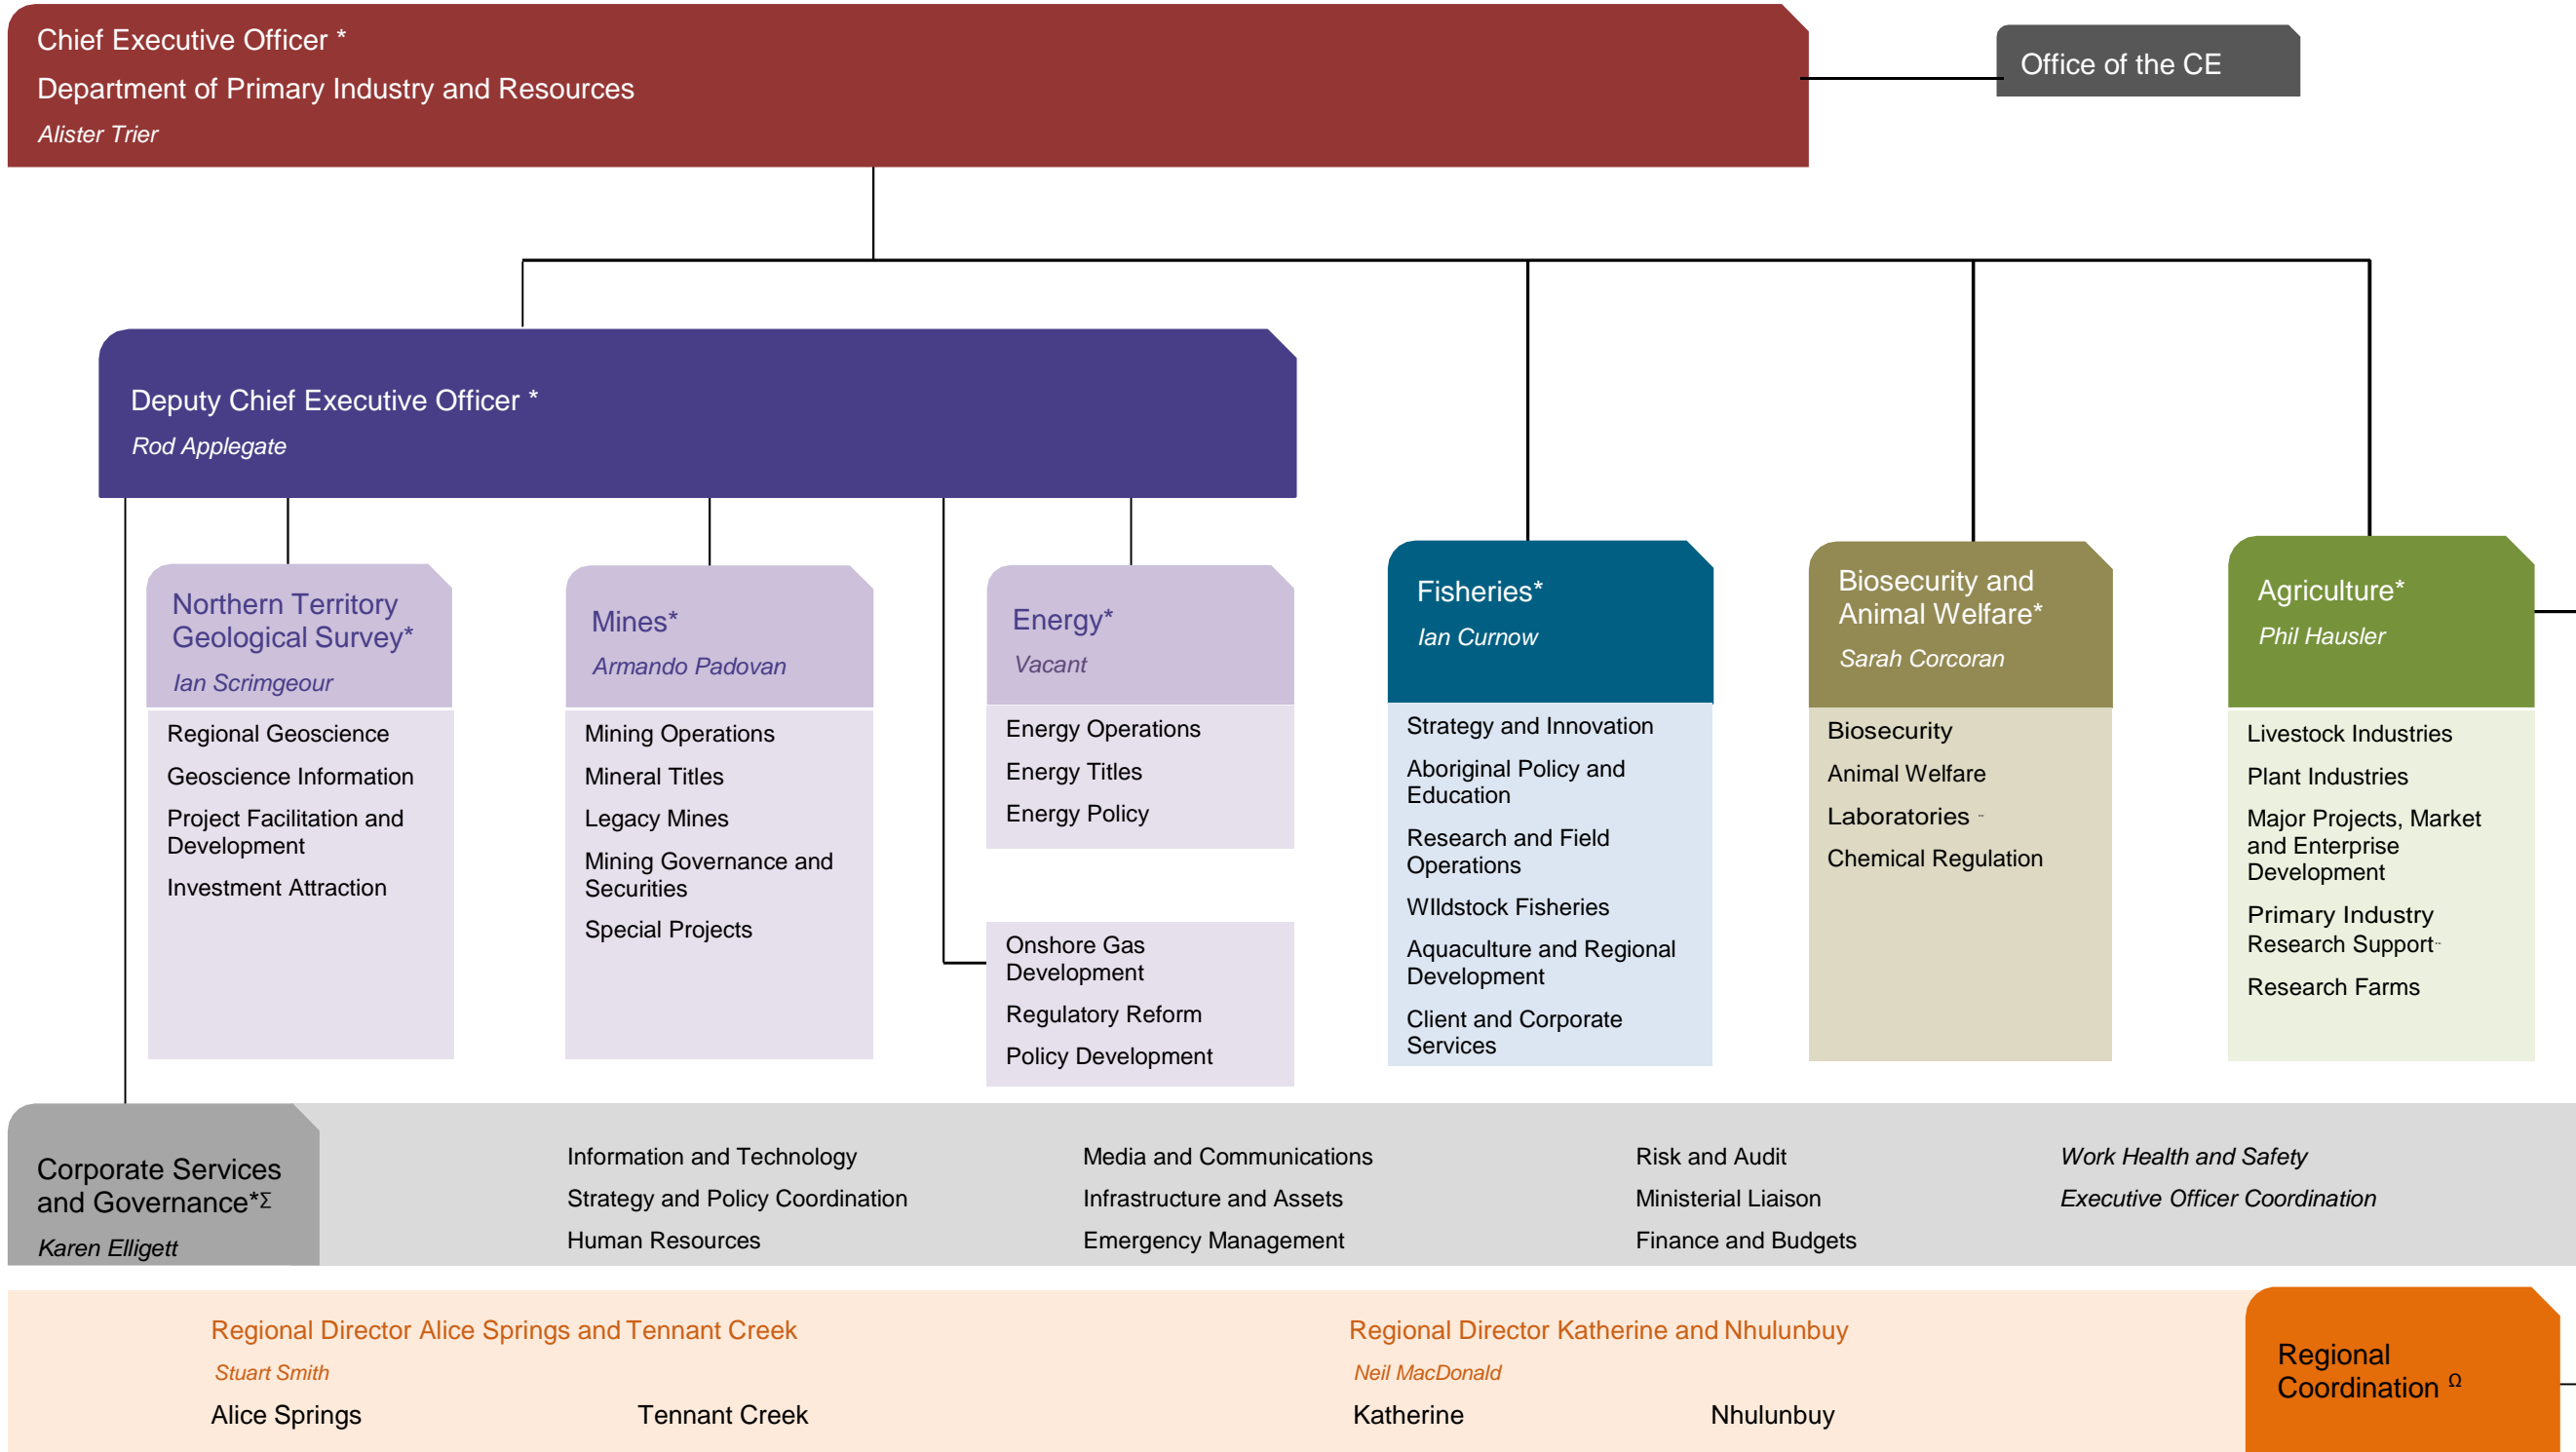 Chief Executive Officer *
Department of Primary Industry and Resources
Alister Trier
Office of the CE
Deputy Chief Executive Officer *
Rod Applegate
Northern Territory
Geological Survey*
Ian Scrimgeour
Regional Geoscience
Geoscience Information
Project Facilitation and
Development
Investment Attraction
Mines*
Armando Padovan
Mining Operations
Mineral Titles
Legacy Mines
Mining Governance and
Securities
Special Projects
Energy*
Vacant
Energy Operations
Energy Titles
Energy Policy
Onshore Gas
Development
Regulatory Reform
Policy Development
Fisheries*
Ian Curnow
Strategy and Innovation
Aboriginal Policy and
Education
Research and Field
Operations
WIldstock Fisheries
Aquaculture and Regional
Development
Client and Corporate
Services
Biosecurity and
Animal Welfare*
Sarah Corcoran
Biosecurity
Animal Welfare
Laboratories
Chemical Regulation
Agriculture*
Phil Hausler
Livestock Industries
Plant Industries
Major Projects, Market
and Enterprise
Development
Primary Industry
Research Support
Research Farms
Corporate Services
and Governance*Σ
Karen Elligett
Information and Technology
Strategy and Policy Coordination
Human Resources
Media and Communications
Infrastructure and Assets
Emergency Management
Risk and Audit
Ministerial Liaison
Finance and Budgets
Work Health and Safety
Executive Officer Coordination
Regional Director Alice Springs and Tennant Creek
Stuart Smith
Alice Springs
Tennant Creek
Regional Director Katherine and Nhulunbuy
Neil MacDonald
Katherine
Nhulunbuy
Regional
Coordination Ω